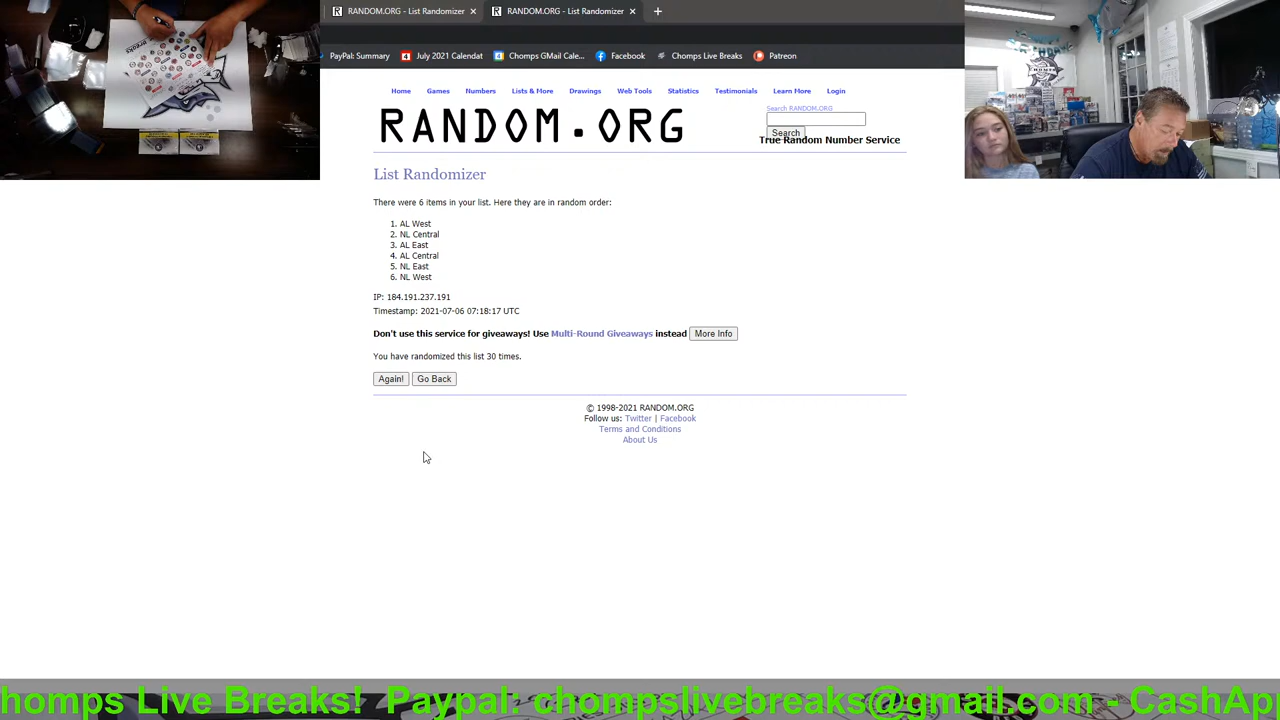 RANDOM.ORG - List Randomizer × RANDOM.ORG - List Randomizer × +
PayPal: Summary July 2021 Calendat Chomps GMail Cale... Facebook Chomps Live Breaks Patreon
Home Games Numbers Lists & More Drawings Web Tools Statistics Testimonials Learn More Login
Search RANDOM.ORG
RANDOM.ORG
Search
True Random Number Service
List Randomizer
There were 6 items in your list. Here they are in random order:
1. AL West
2. NL Central
3. AL East
4. AL Central
5. NL East
6. NL West
IP: 184.191.237.191
Timestamp: 2021-07-06 07:18:17 UTC
Don't use this service for giveaways! Use Multi-Round Giveaways instead More Info
You have randomized this list 30 times.
Again! Go Back
© 1998-2021 RANDOM.ORG
Follow us: Twitter | Facebook
Terms and Conditions
About Us
homps Live Breaks! Paypal: chompslivebreaks@gmail.com - CashAp